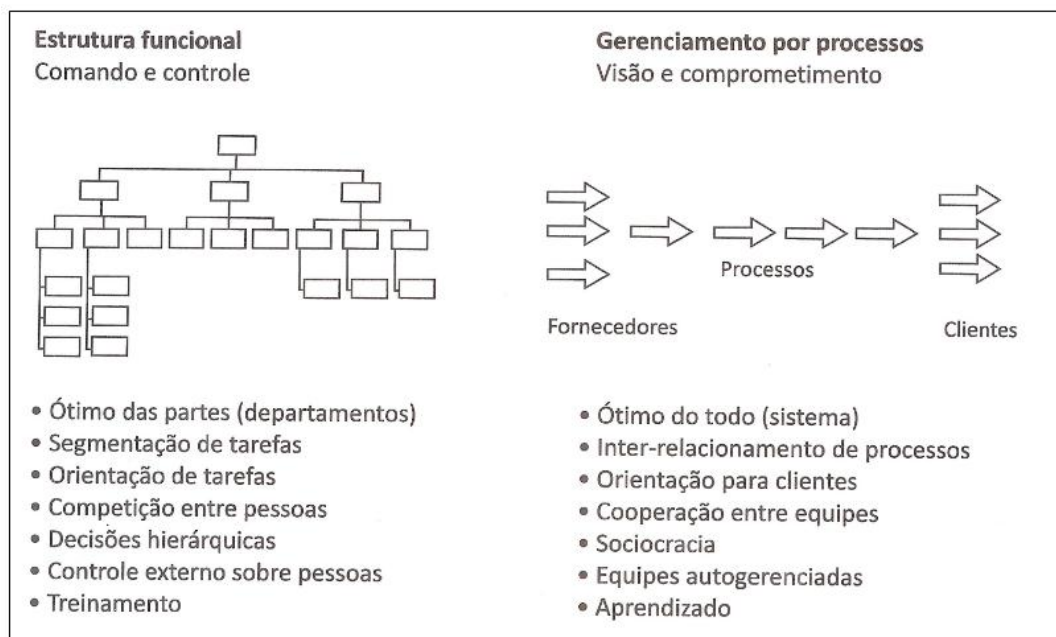 Estrutura funcional
Comando e controle
Gerenciamento por processos
Visão e comprometimento
Processos
Fornecedores
Clientes
• Ótimo das partes (departamentos)
• Segmentação de tarefas
• Orientação de tarefas
• Competição entre pessoas
• Decisões hierárquicas
• Controle externo sobre pessoas
• Treinamento
• Ótimo do todo (sistema)
• Inter-relacionamento de processos
• Orientação para clientes
• Cooperação entre equipes
• Sociocracia
• Equipes autogerenciadas
• Aprendizado